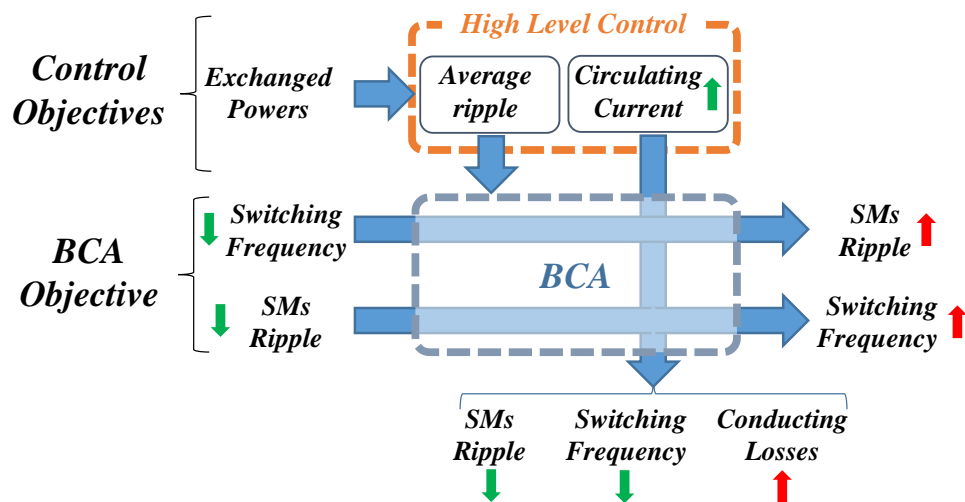 High Level Control
Control
Objectives
Exchanged
Powers
Average
ripple
Circulating
Current
BCA
Objective
Switching
Frequency
SMs
Ripple
BCA
SMs
Ripple
Switching
Frequency
SMs
Ripple
Switching
Frequency
Conducting
Losses